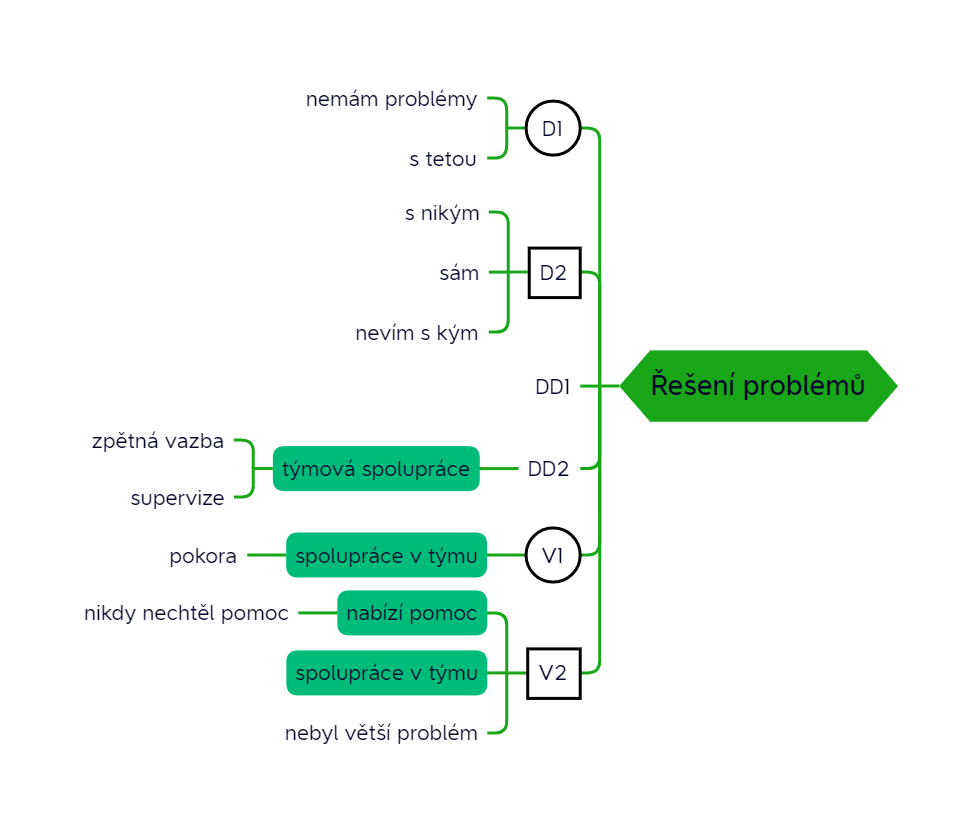 nemám problémy
D1
s tetou
s nikým
sám
D2
nevím s kým
Řešení problémů
DD1
zpětná vazba
týmová spolupráce
DD2
supervize
pokora
spolupráce v týmu
V1
nikdy nechtěl pomoc
nabízí pomoc
spolupráce v týmu
V2
nebyl větší problém